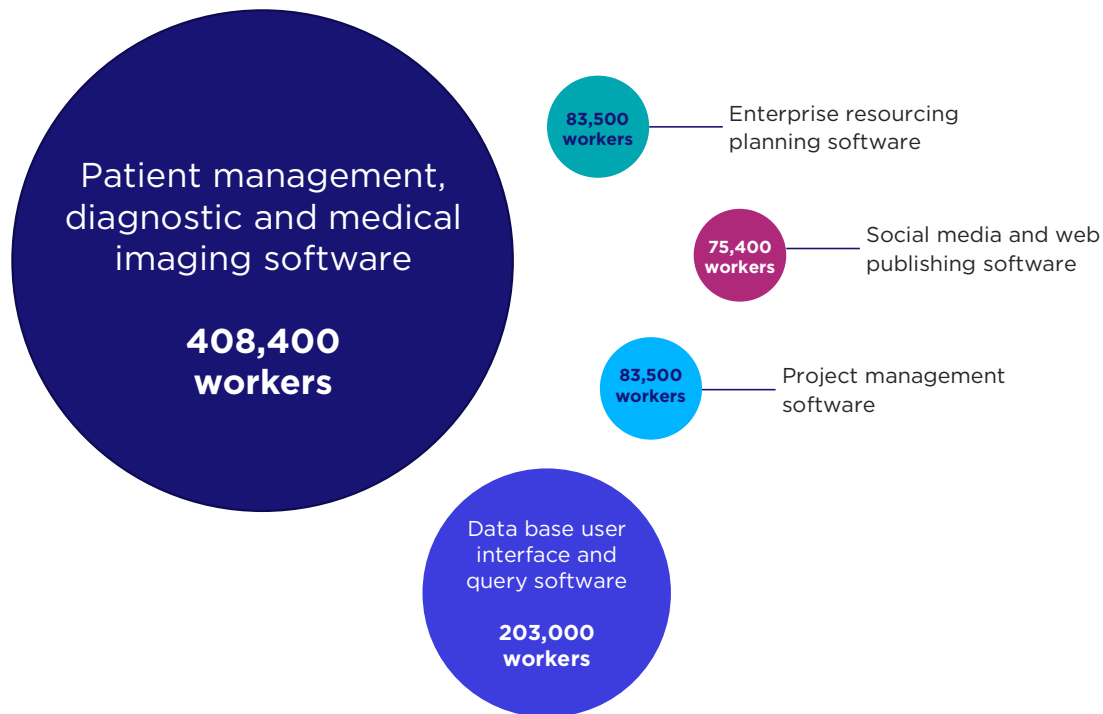 Patient management,
diagnostic and medical
imaging software
408,400
workers
83,500
workers
Enterprise resourcing
planning software
75,400
workers
Social media and web
publishing software
83,500
workers
Project management
software
Data base user
interface and
query software
203,000
workers